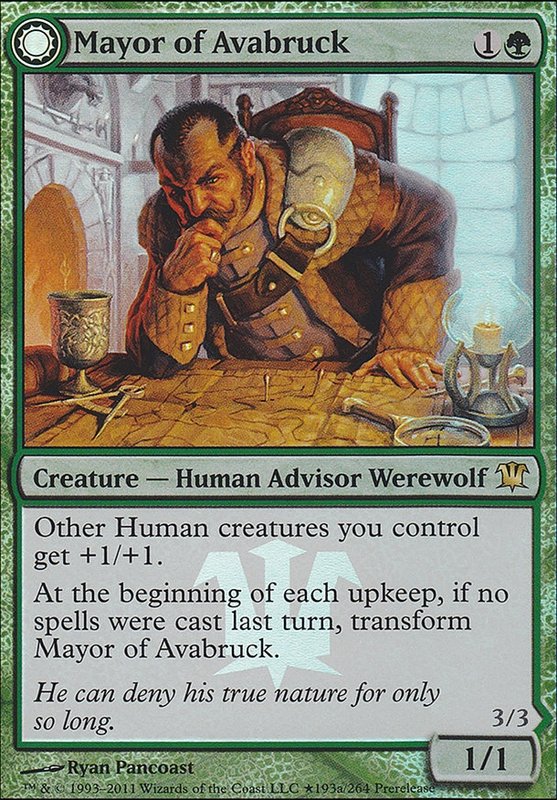 Mayor of Avabruck 1
Creature — Human Advisor Werewolf
Other Human creatures you control
get +1/+1.
At the beginning of each upkeep, if no
spells were cast last turn, transform
Mayor of Avabruck.
He can deny his true nature for only
so long.
3/3
Ryan Pancoast
1/1
™ & © 1993–2011 Wizards of the Coast LLC ★193a/264 Prerelease